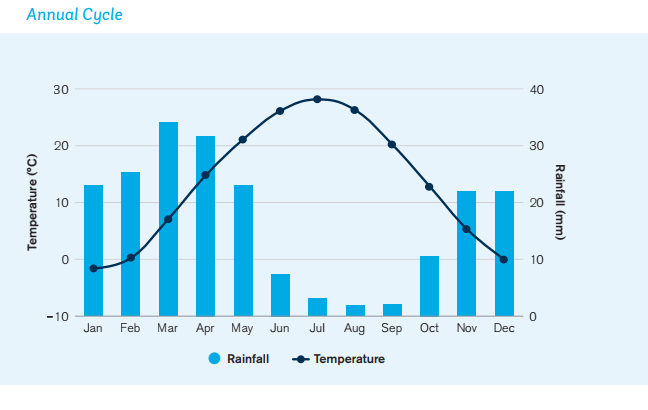 Annual Cycle
30
20
10
0
-10
Temperature (°C)
40
30
20
10
0
Rainfall (mm)
Jan Feb Mar Apr May Jun Jul Aug Sep Oct Nov Dec
Rainfall Temperature